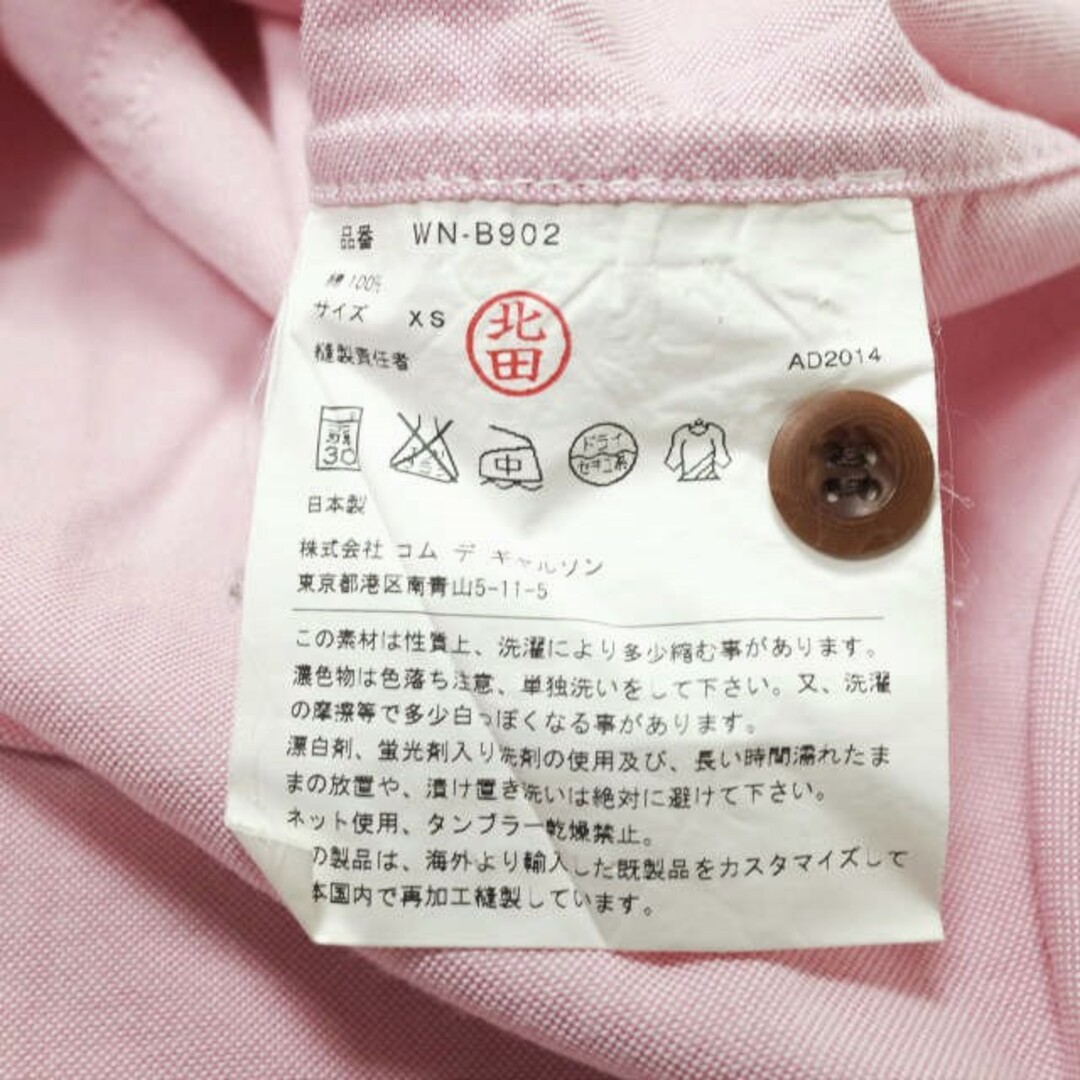 品番 WN-B902
綿 100%
サイズ XS
北田
縫製責任者
AD2014
弱
30
中
ドライ
セキユ系
日本製
株式会社 コム デ ギャルソン
東京都港区南青山5-11-5
この素材は性質上、洗濯により多少縮む事があります。
濃色物は色落ち注意、単独洗いをして下さい。又、洗濯
の摩擦等で多少白っぽくなる事があります。
漂白剤、蛍光剤入り洗剤の使用及び、長い時間濡れたま
まの放置や、漬け置き洗いは絶対に避けて下さい。
ネット使用、タンブラー乾燥禁止。
の製品は、海外より輸入した既製品をカスタマイズして
本国内で再加工縫製しています。